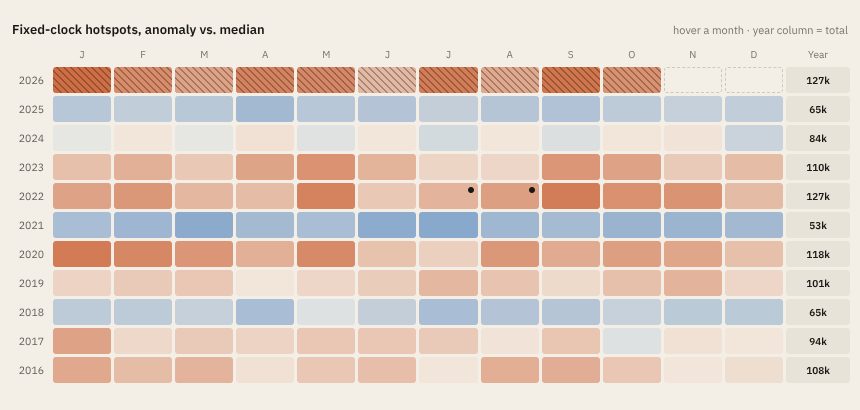 Fixed-clock hotspots, anomaly vs. median
hover a month · year column = total
J F M A M J J A S O N D Year
2026 127k
2025 65k
2024 84k
2023 110k
2022 127k
2021 53k
2020 118k
2019 101k
2018 65k
2017 94k
2016 108k